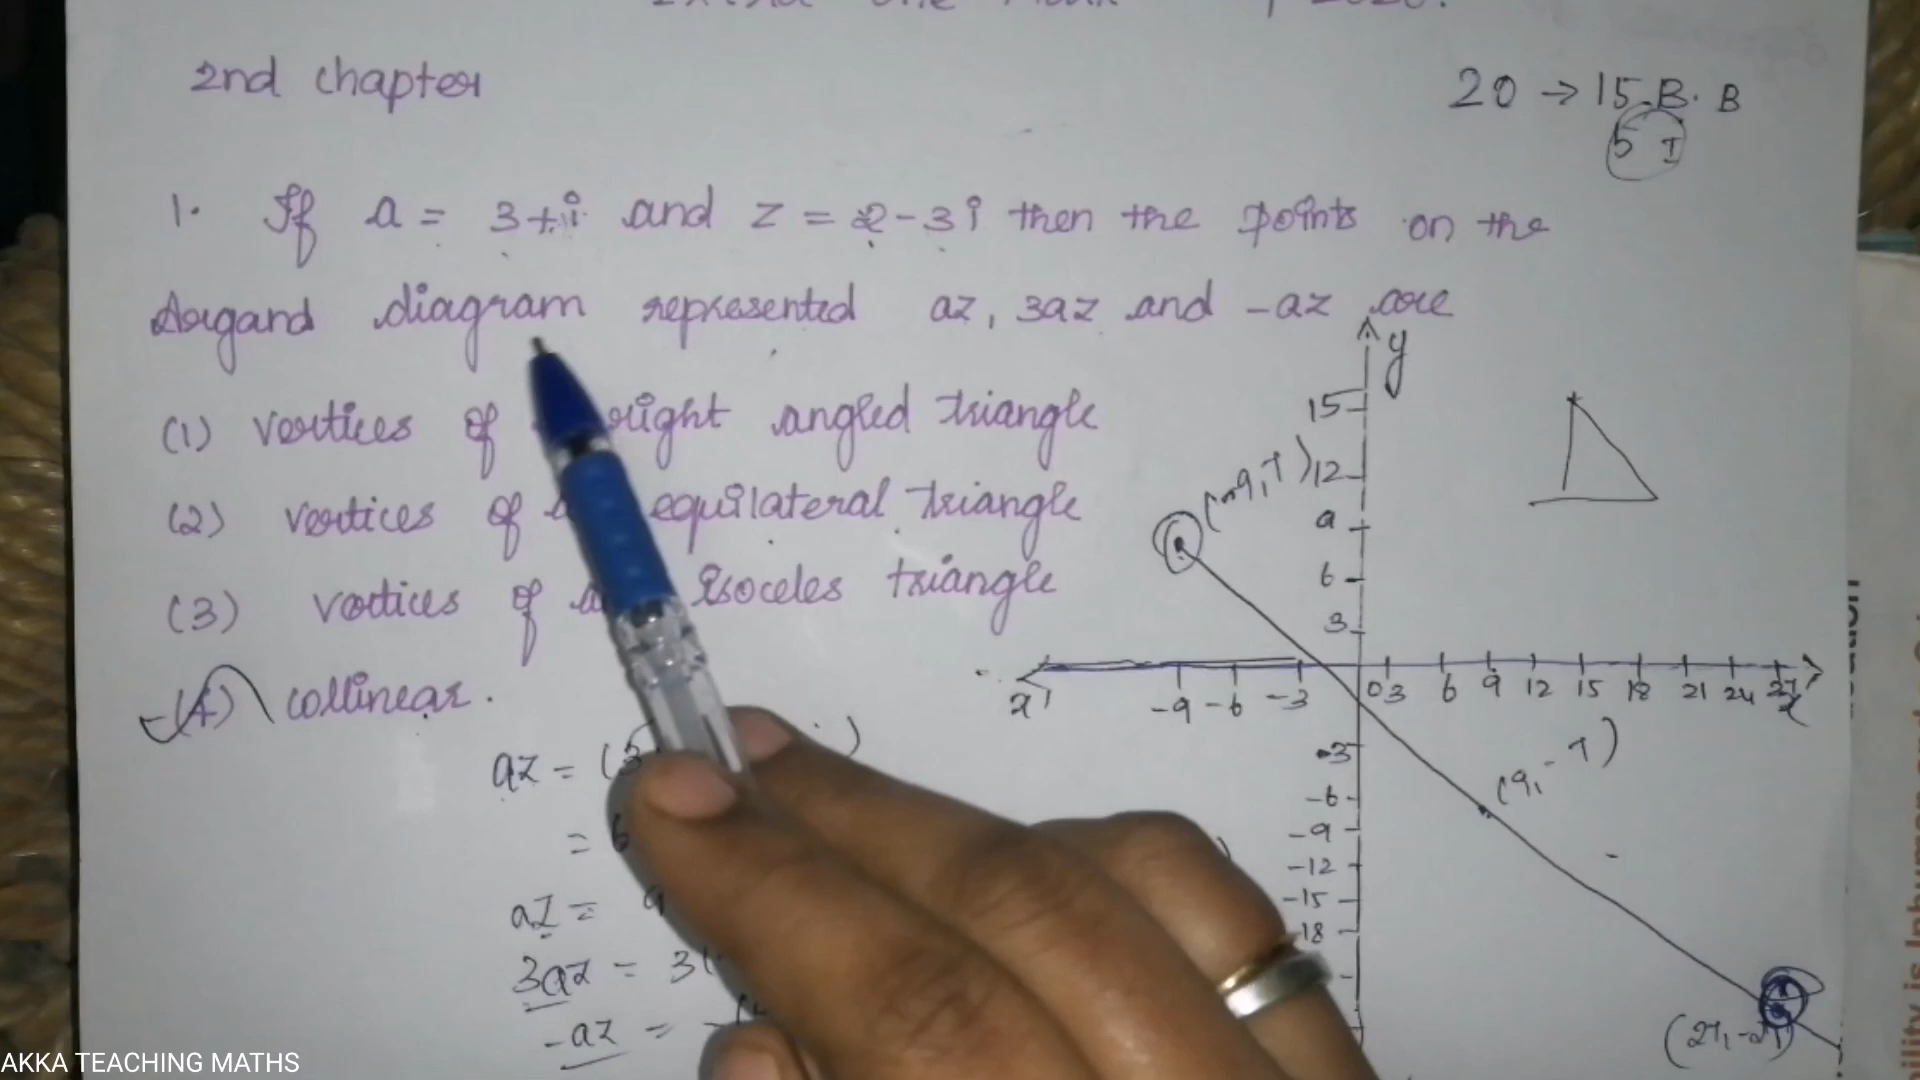 2nd chapter
20 → 15 B.B
5 I
1. If a = 3+i and z = 2-3i then the points on the
Argand diagram represented az, 3az and -az are
(1) vertices of right angled triangle
(2) vertices of equilateral triangle
(3) vertices of isoceles triangle
(4) collinear.
az = (3
= 6
az = 9
3az = 3(
-az = -(
y
15
12
9
6
3
x' -9 -6 -3 0 3 6 9 12 15 18 21 24 27 x
-3
-6
-9
-12
-15
-18
(-9, 7)
(9, -7)
(27, -21)
AKKA TEACHING MATHS